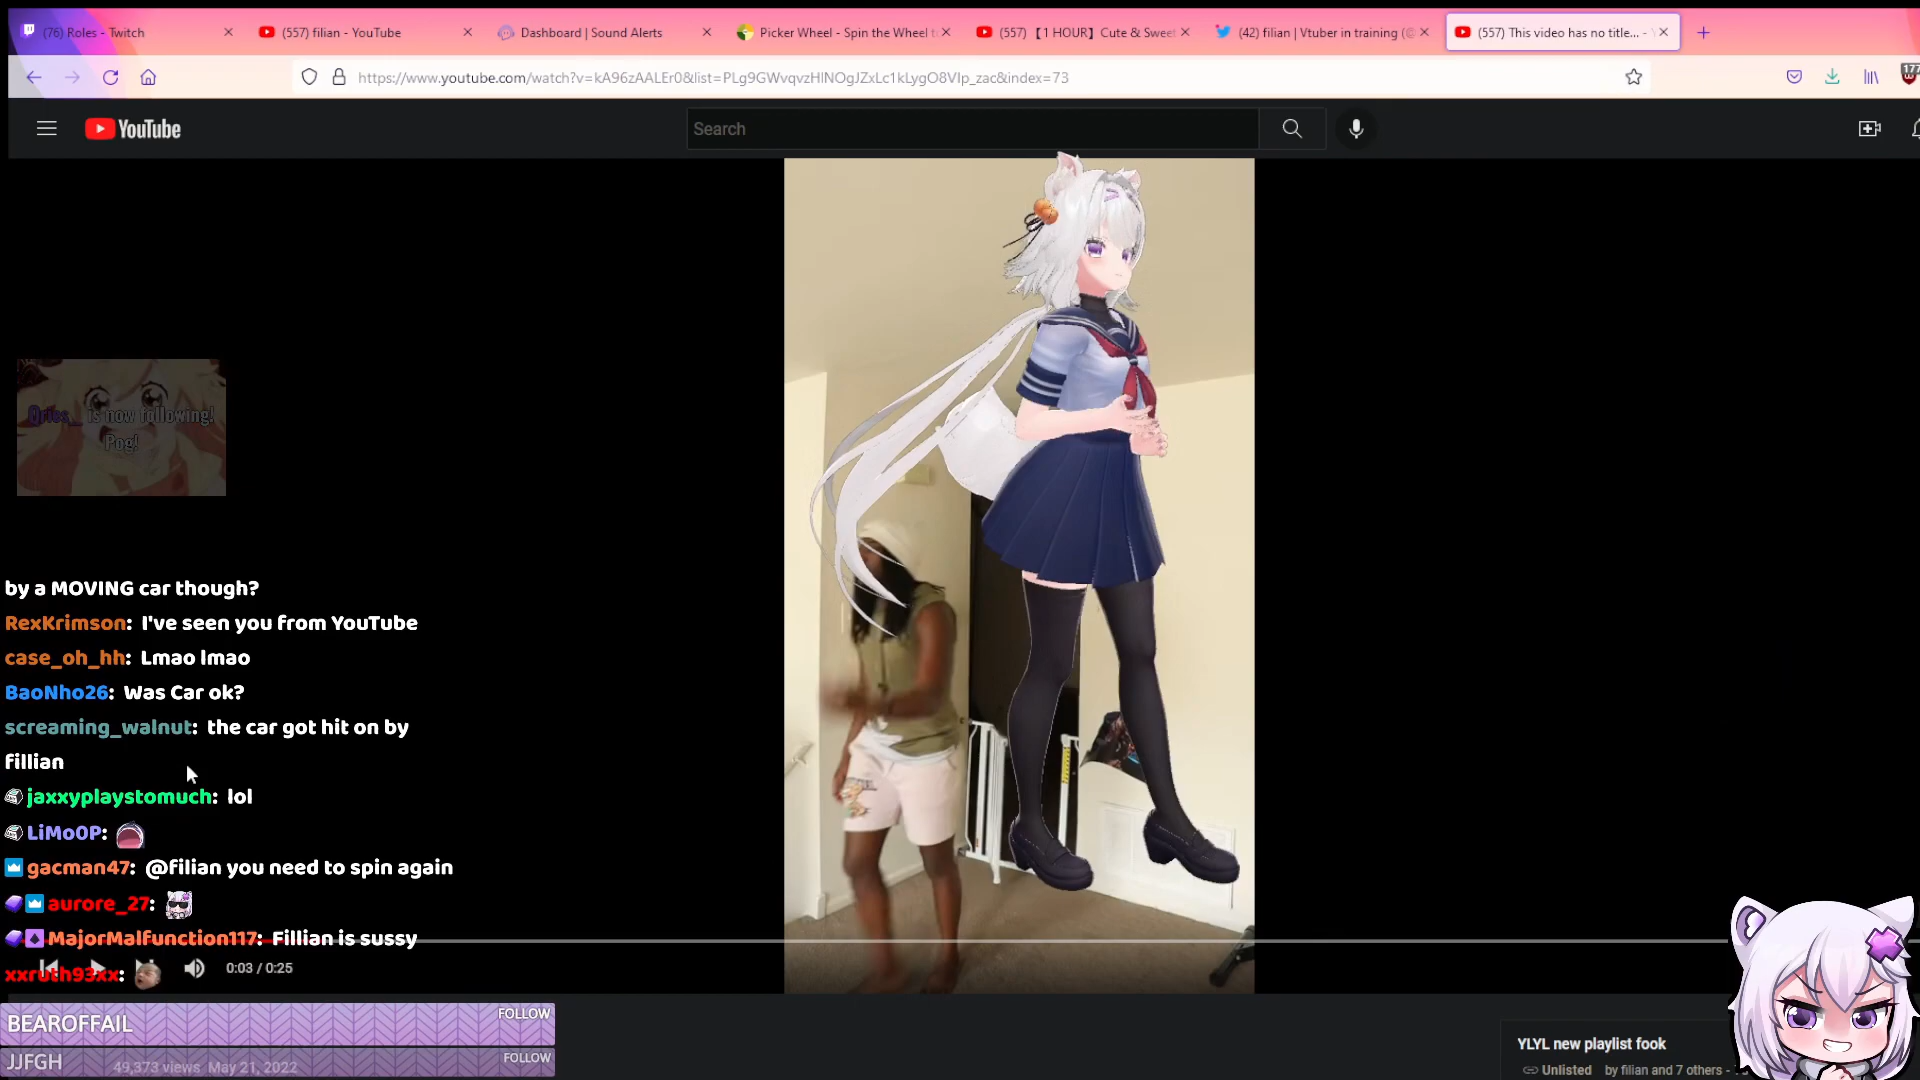 (76) Roles - Twitch
(557) filian - YouTube
Dashboard | Sound Alerts
Picker Wheel - Spin the Wheel t
(557) 【1 HOUR】 Cute & Swee
(42) filian | Vtuber in training (@
(557) This video has no title... - Y
https://www.youtube.com/watch?v=kA96zAALEr0&list=PLg9GWvqvzHlNOgJZxLc1kLygO8VIp_zac&index=73
177
YouTube
Search
is now following!
Pog!
by a MOVING car though?
RexKrimson: I've seen you from YouTube
case_oh_hh: Lmao lmao
BaoNho26: Was Car ok?
screaming_walnut: the car got hit on by
fillian
jaxxyplaystomuch: lol
LiMo0P:
gacman47: @filian you need to spin again
aurore_27:
MajorMalfunction117: Fillian is sussy
xxruth93xx:
0:03 / 0:25
BEAROFFAIL FOLLOW
JJFGH FOLLOW
49,373 views May 21, 2022
YLYL new playlist fook
Unlisted by filian and 7 others -